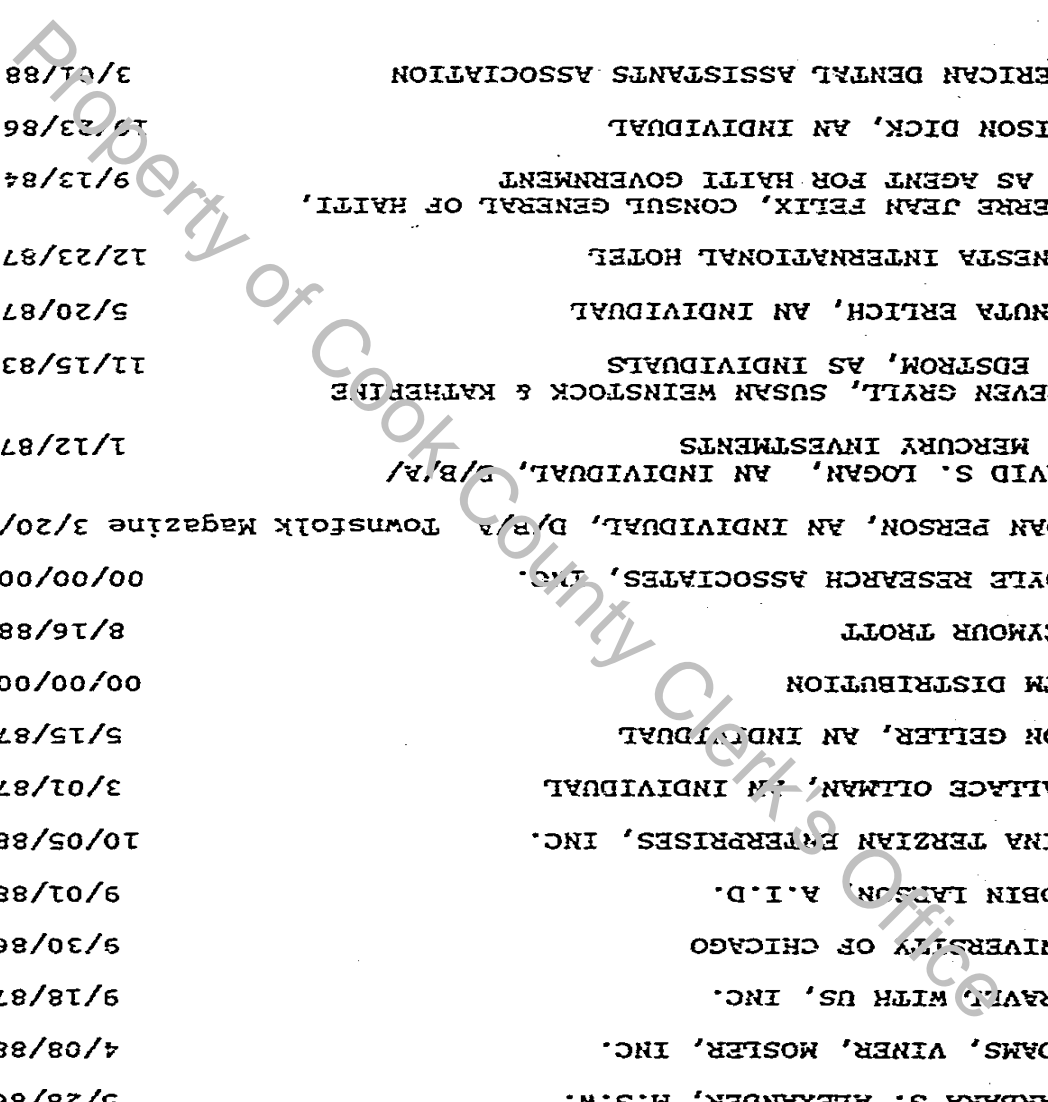 S. ALEXANDER, M.S.W. 5/28/86
DAMS, VINER, MOSLER, INC. 4/08/88
RAVEL WITH US, INC. 9/18/87
NIVERSITY OF CHICAGO 9/30/86
OBIN LARSON, A.I.D. 9/01/88
INA TERZIAN ENTERPRISES, INC. 10/05/88
ALLACE OLLMAN, AN INDIVIDUAL 3/01/87
ON GELLER, AN INDIVIDUAL 5/15/87
TM DISTRIBUTION 00/00/00
EYMOUR TROTT 8/16/88
OYLE RESEARCH ASSOCIATES, INC. 00/00/00
OAN PERSON, AN INDIVIDUAL, D/B/A Townsfolk Magazine 3/20/
AVID S. LOGAN, AN INDIVIDUAL, D/B/A/
MERCURY INVESTMENTS 1/12/87
EVEN GRYLL, SUSAN WEINSTOCK & KATHERINE
EDSTROM, AS INDIVIDUALS 11/15/83
NUTA ERLICH, AN INDIVIDUAL 5/20/87
NESTA INTERNATIONAL HOTEL 12/23/87
ERRE JEAN FELIX, CONSUL GENERAL OF HAITI,
AS AGENT FOR HAITI GOVERNMENT 9/13/84
ISON DICK, AN INDIVIDUAL 10/23/86
ERICAN DENTAL ASSISTANTS ASSOCIATION 3/01/88
Property of Cook County Clerk's Office